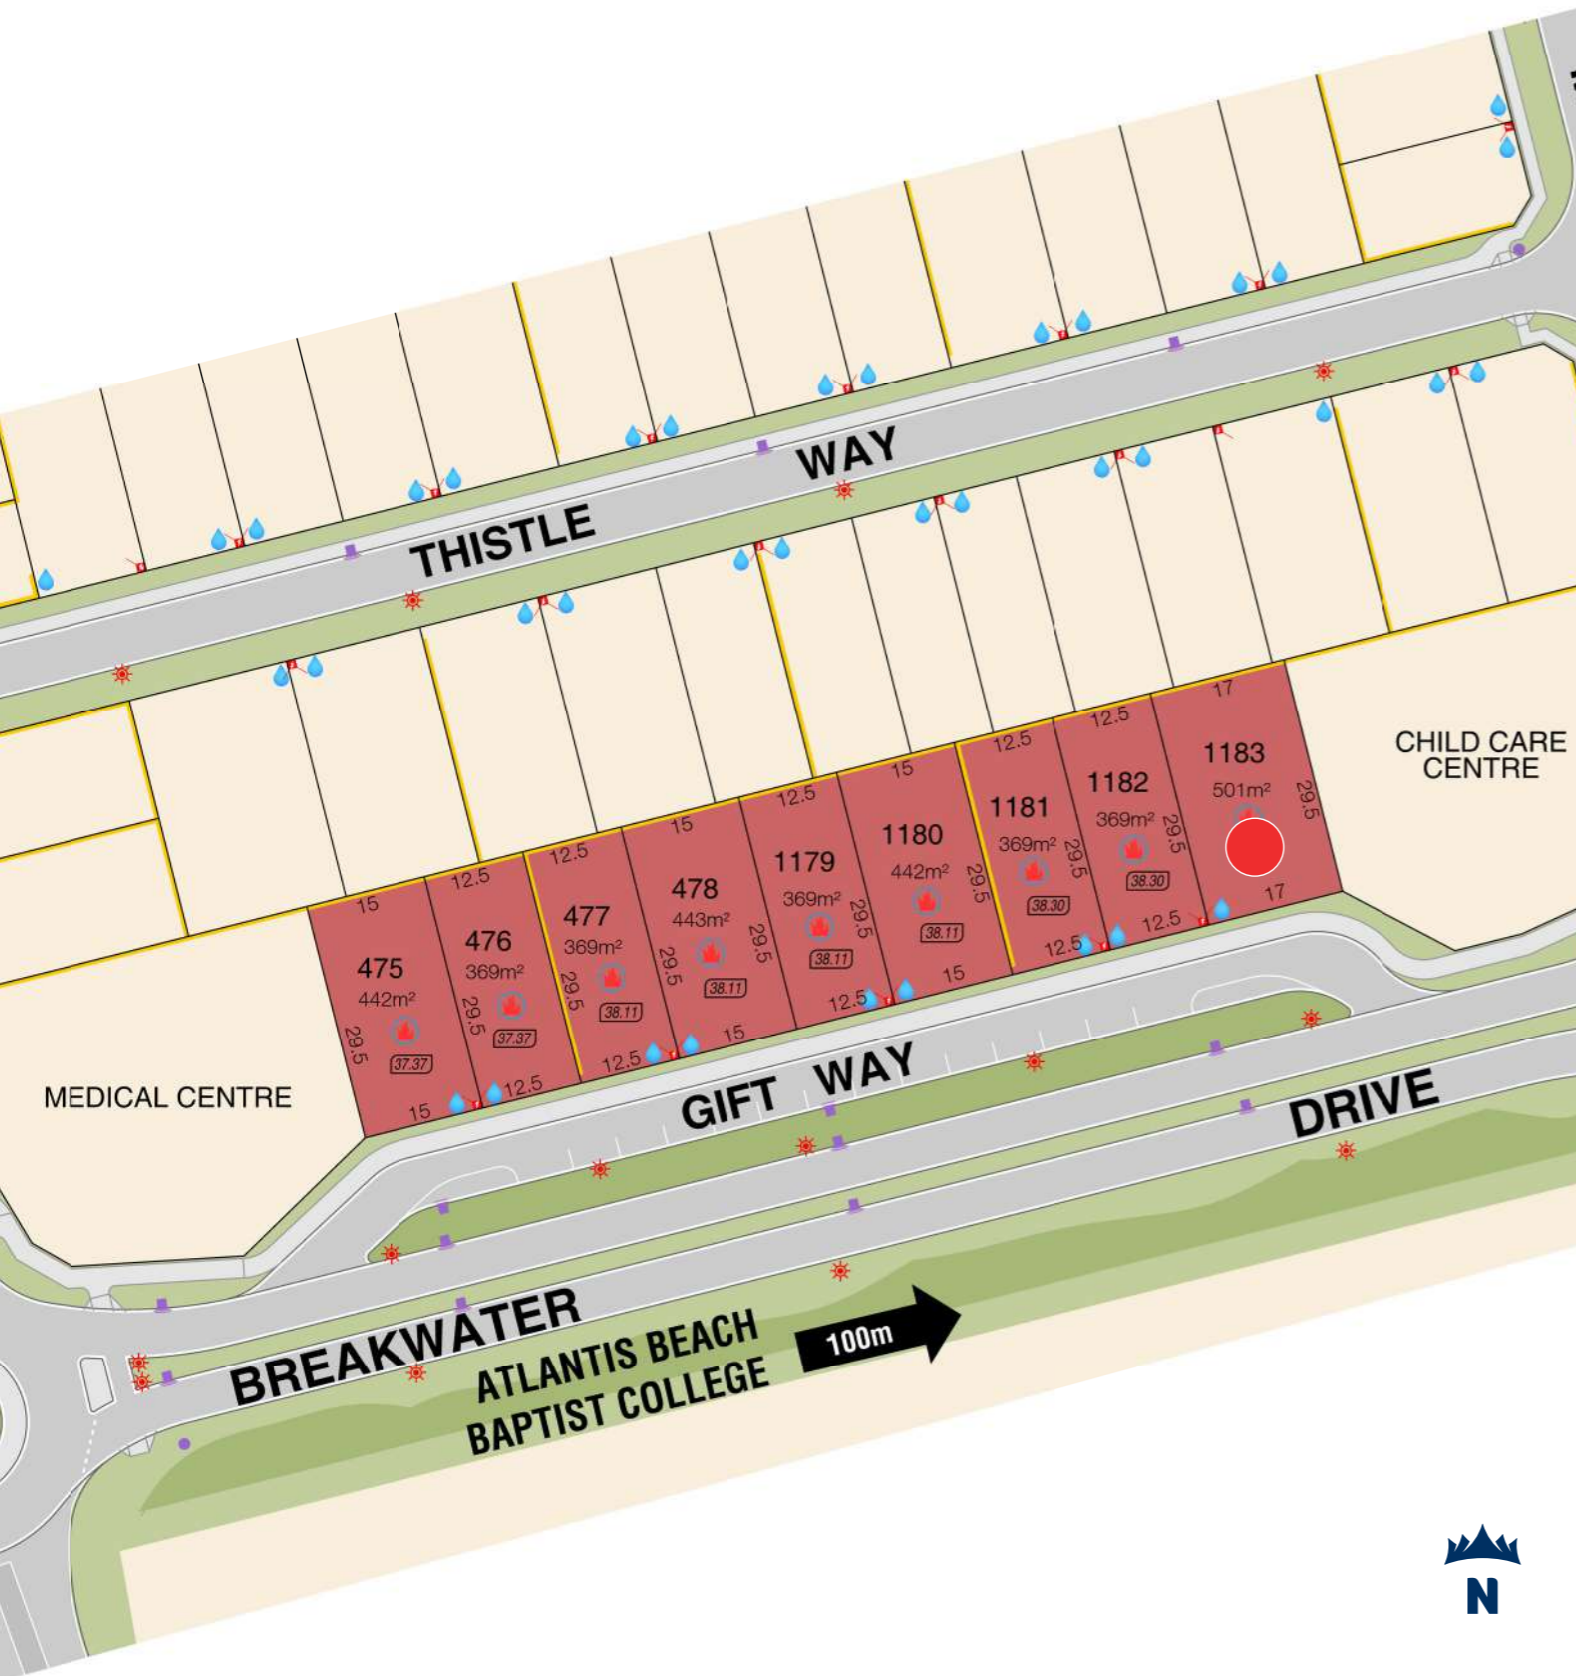 THISTLE WAY
CHILD CARE
CENTRE
17
1183
501m²
29.5
17
12.5
1182
369m²
29.5
38.30
12.5
12.5
1181
369m²
29.5
38.30
12.5
15
1180
442m²
29.5
38.11
15
12.5
1179
369m²
29.5
38.11
12.5
15
478
443m²
29.5
29.5
38.11
15
12.5
477
369m²
29.5
38.11
12.5
12.5
476
369m²
29.5
37.37
12.5
15
475
442m²
29.5
37.37
15
MEDICAL CENTRE
GIFT WAY
BREAKWATER DRIVE
ATLANTIS BEACH
BAPTIST COLLEGE
100m
N